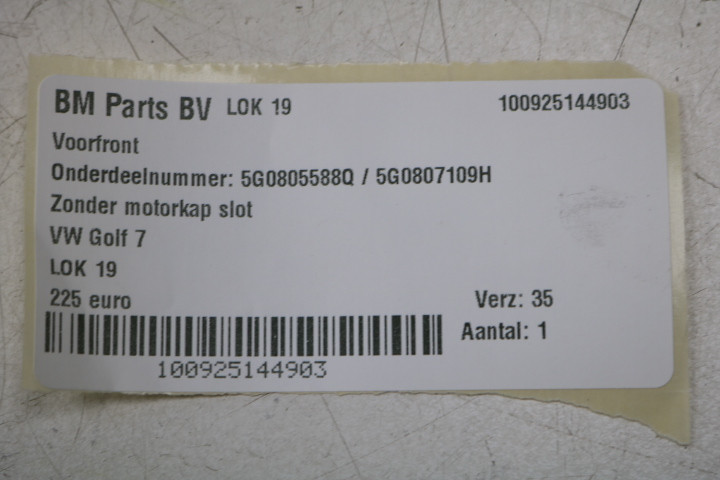 BM Parts BV LOK 19 100925144903
Voorfront
Onderdeelnummer: 5G0805588Q / 5G0807109H
Zonder motorkap slot
VW Golf 7
LOK 19
225 euro Verz: 35
Aantal: 1
100925144903